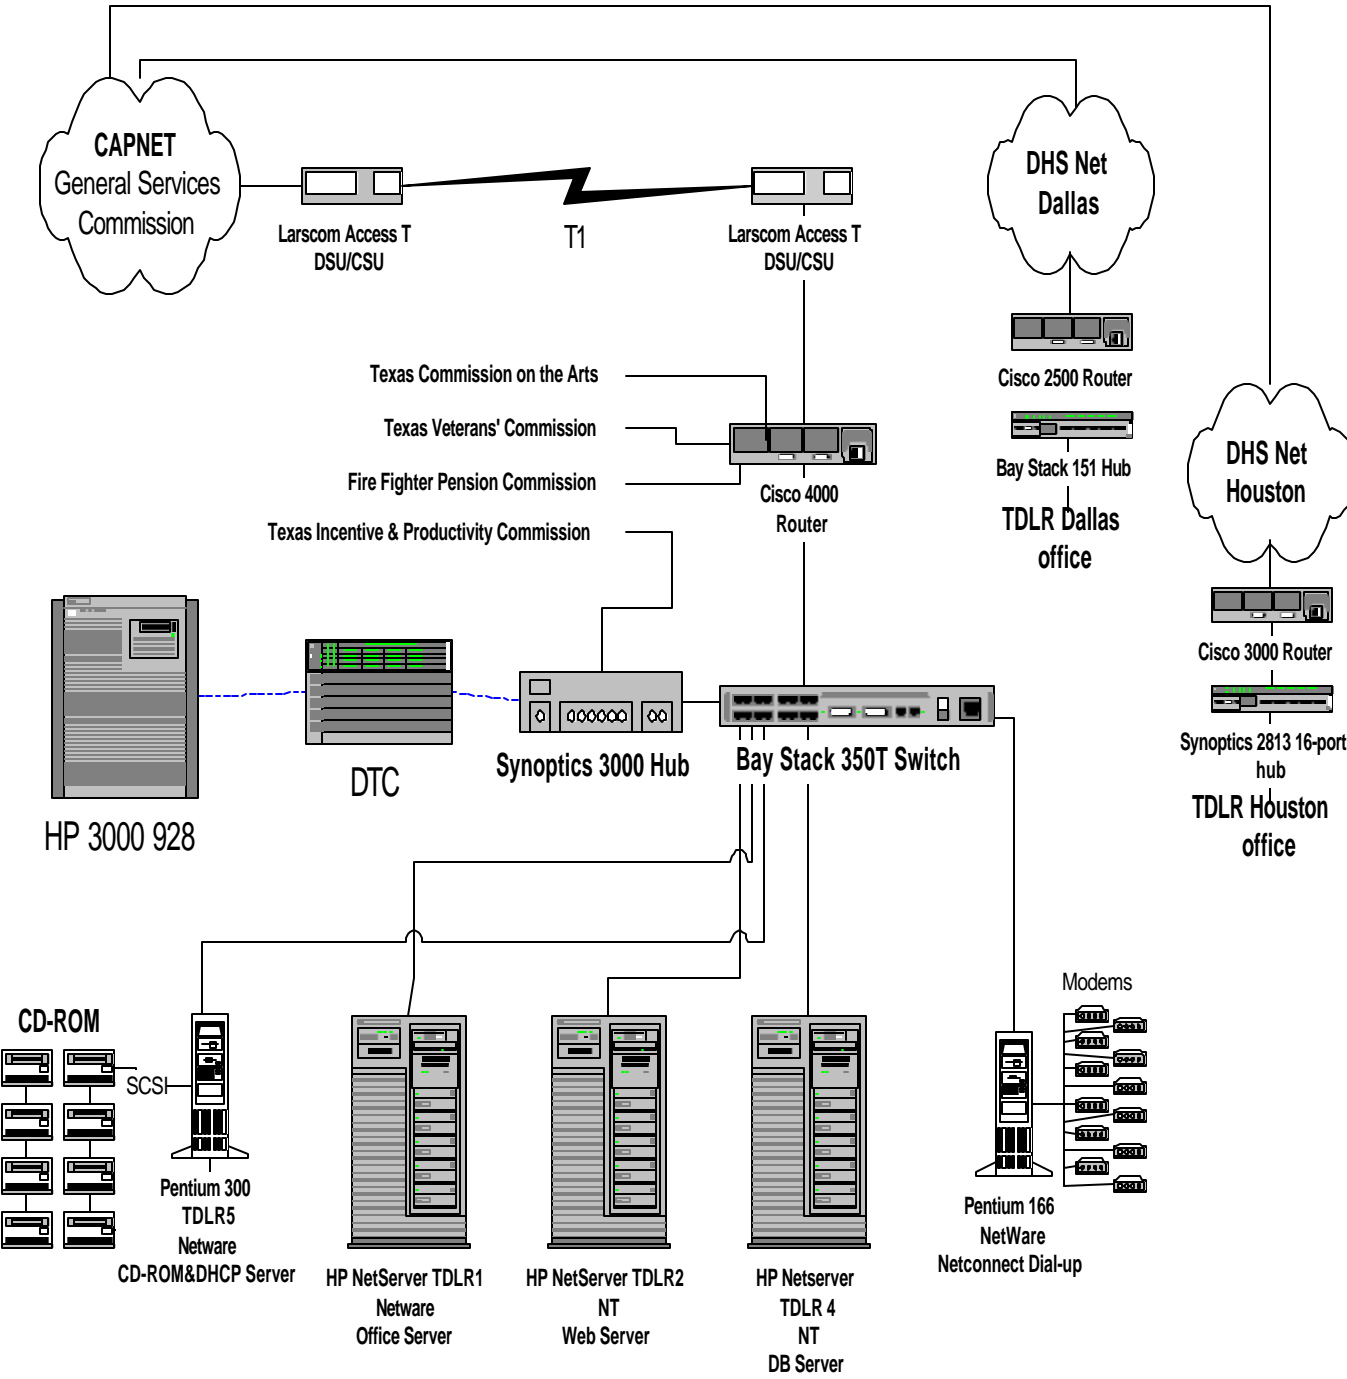 CAPNET
General Services
Commission
Larscom Access T
DSU/CSU
T1
Larscom Access T
DSU/CSU
DHS Net
Dallas
Cisco 2500 Router
Bay Stack 151 Hub
TDLR Dallas
office
DHS Net
Houston
Cisco 3000 Router
Synoptics 2813 16-port
hub
TDLR Houston
office
Texas Commission on the Arts
Texas Veterans' Commission
Fire Fighter Pension Commission
Texas Incentive & Productivity Commission
Cisco 4000
Router
HP 3000 928
DTC
Synoptics 3000 Hub
Bay Stack 350T Switch
CD-ROM
SCSI
Pentium 300
TDLR5
Netware
CD-ROM&DHCP Server
HP NetServer TDLR1
Netware
Office Server
HP NetServer TDLR2
NT
Web Server
HP Netserver
TDLR 4
NT
DB Server
Modems
Pentium 166
NetWare
Netconnect Dial-up